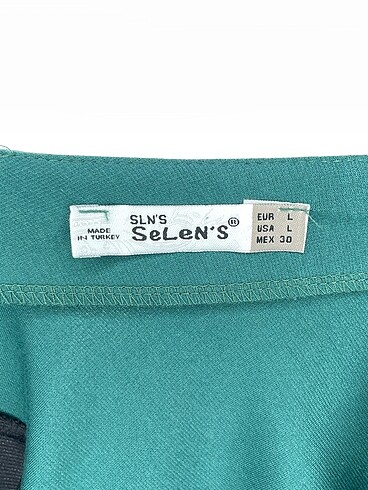 MADE
IN TURKEY
SLN'S
SeLeN'S®
EUR L
USA L
MEX 30